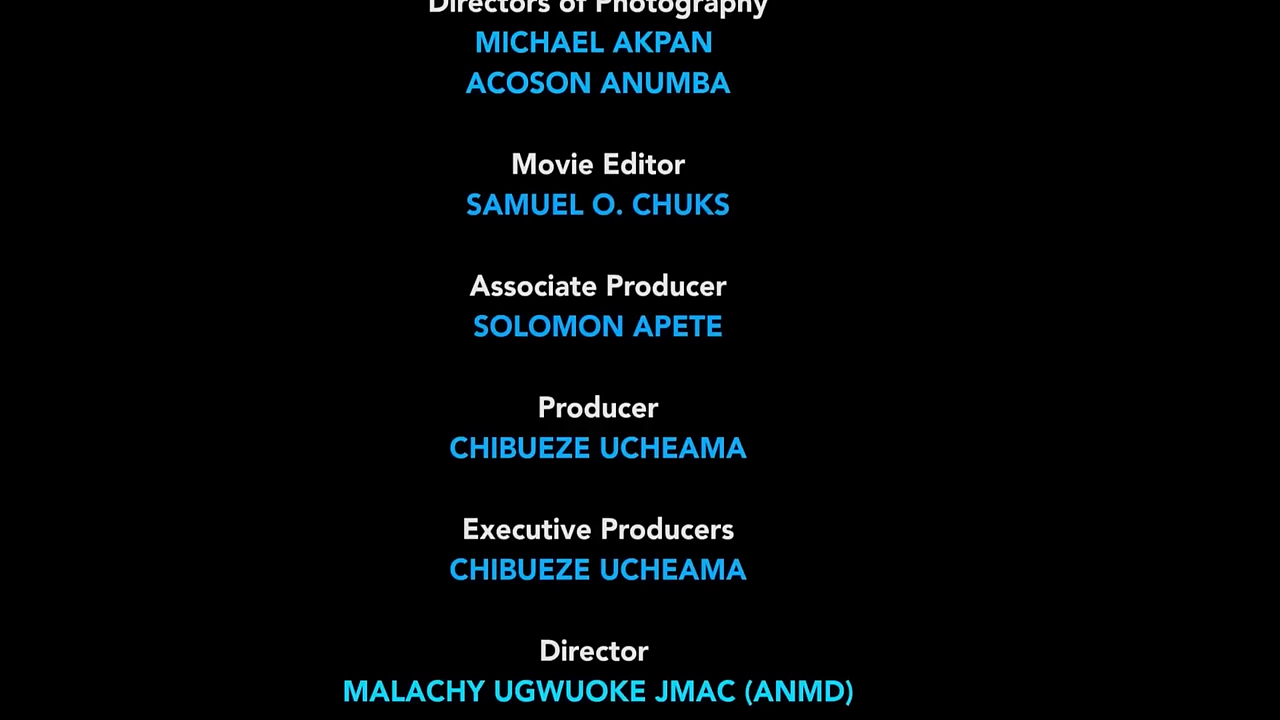 Directors of Photography
MICHAEL AKPAN
ACOSON ANUMBA
Movie Editor
SAMUEL O. CHUKS
Associate Producer
SOLOMON APETE
Producer
CHIBUEZE UCHEAMA
Executive Producers
CHIBUEZE UCHEAMA
Director
MALACHY UGWUOKE JMAC (ANMD)